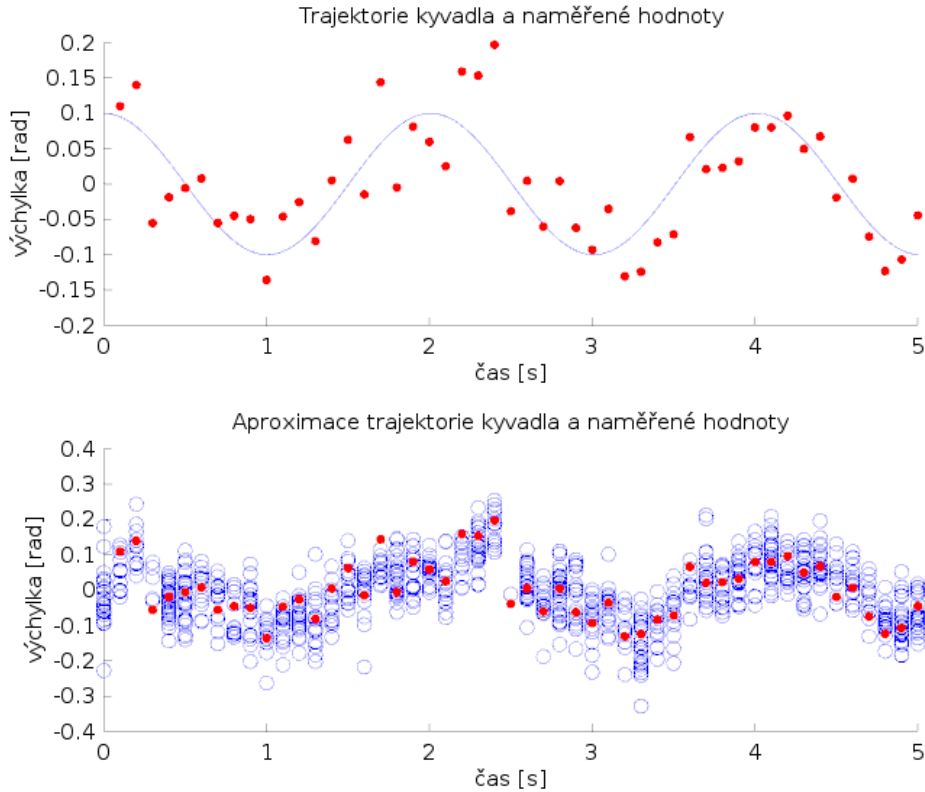 Trajektorie kyvadla a naměřené hodnoty
0.2
0.15
0.1
0.05
0
-0.05
-0.1
-0.15
-0.2
výchylka [rad]
0 1 2 3 4 5
čas [s]
Aproximace trajektorie kyvadla a naměřené hodnoty
0.4
0.3
0.2
0.1
0
-0.1
-0.2
-0.3
-0.4
výchylka [rad]
0 1 2 3 4 5
čas [s]